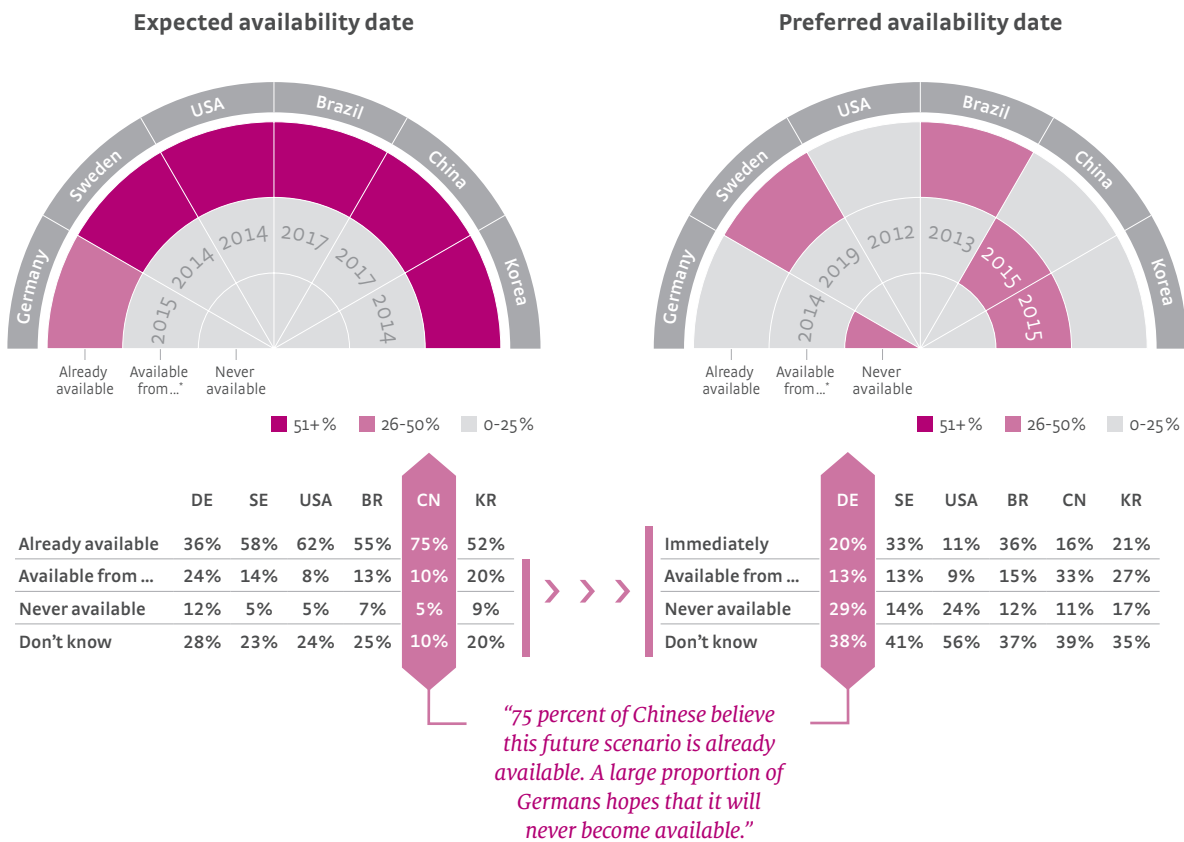 Expected availability date
Germany
Sweden
USA
Brazil
China
Korea
2015
2014
2014
2017
2017
2014
Already available
Available from ...*
Never available
51+%
26-50%
0-25%
DE SE USA BR CN KR
Already available 36% 58% 62% 55% 75% 52%
Available from ... 24% 14% 8% 13% 10% 20%
Never available 12% 5% 5% 7% 5% 9%
Don't know 28% 23% 24% 25% 10% 20%
Preferred availability date
Germany
Sweden
USA
Brazil
China
Korea
2014
2019
2012
2013
2015
2015
Already available
Available from ...*
Never available
51+%
26-50%
0-25%
DE SE USA BR CN KR
Immediately 20% 33% 11% 36% 16% 21%
Available from ... 13% 13% 9% 15% 33% 27%
Never available 29% 14% 24% 12% 11% 17%
Don't know 38% 41% 56% 37% 39% 35%
“75 percent of Chinese believe
this future scenario is already
available. A large proportion of
Germans hopes that it will
never become available.”